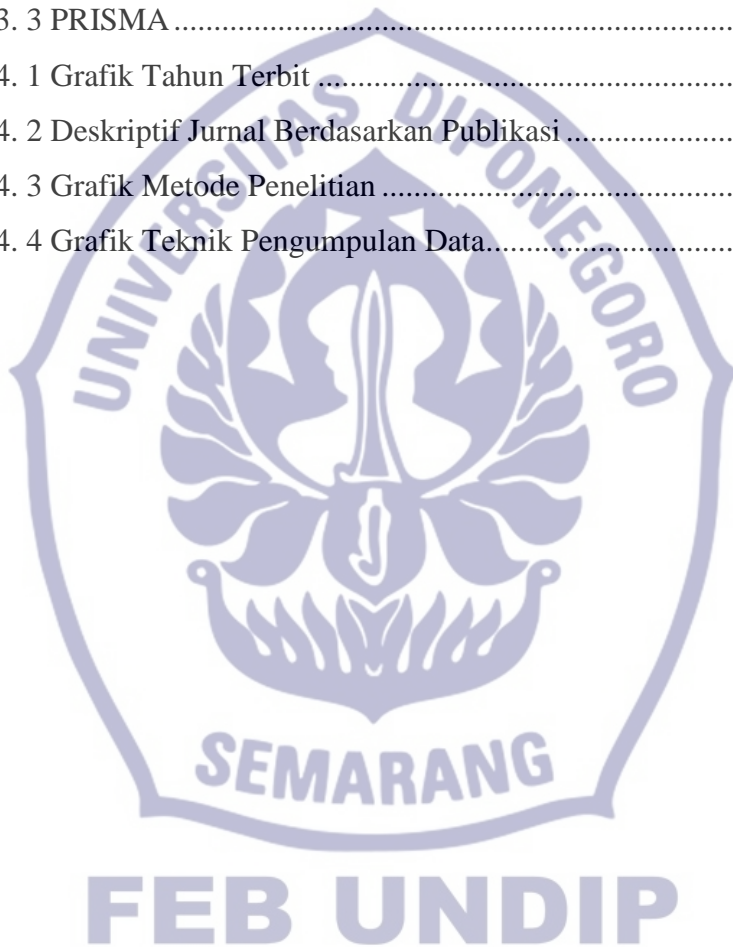 3. 3 PRISMA ........................................................................
4. 1 Grafik Tahun Terbit ........................................................
4. 2 Deskriptif Jurnal Berdasarkan Publikasi ......................
4. 3 Grafik Metode Penelitian ..............................................
4. 4 Grafik Teknik Pengumpulan Data.................................
UNIVERSITAS DIPONEGORO
SEMARANG
FEB UNDIP